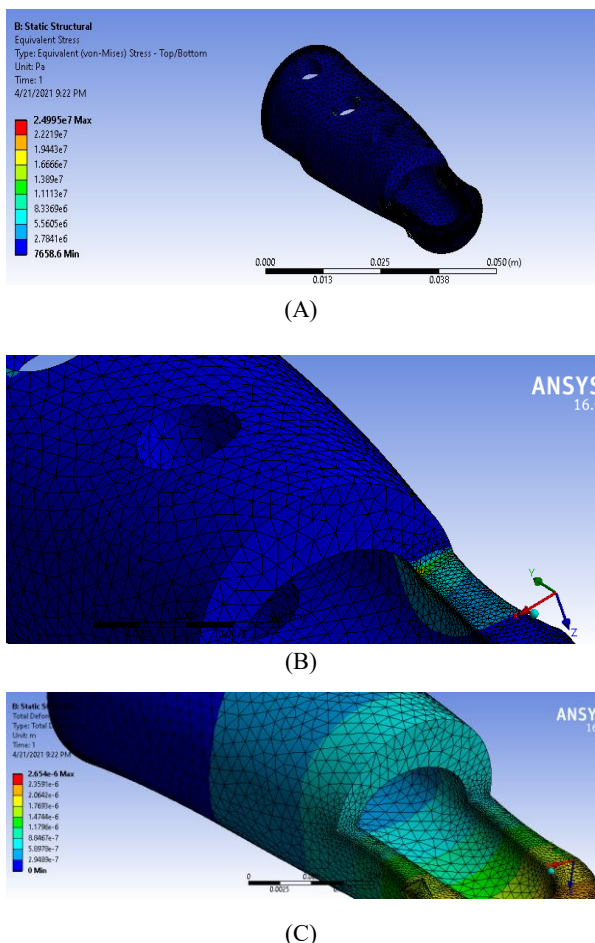 B: Static Structural
Equivalent Stress
Type: Equivalent (von-Mises) Stress - Top/Bottom
Unit: Pa
Time: 1
4/21/2021 9:22 PM
2.4995e7 Max
2.2219e7
1.9443e7
1.6666e7
1.389e7
1.1113e7
8.3369e6
5.5605e6
2.7841e6
7658.6 Min
0.000 0.025 0.050 (m)
0.013 0.038
(A)
ANSYS
16.
Y
X
Z
(B)
B: Static St
Total Defor
Type: Total De
Unit: m
Time: 1
4/21/2021 9:22 PM
ANSY
16
2.654e-6 Max
2.3591e-6
2.0642e-6
1.7693e-6
1.4744e-6
1.1796e-6
8.8467e-7
5.8978e-7
2.9489e-7
0 Min
0
0.0025
(C)